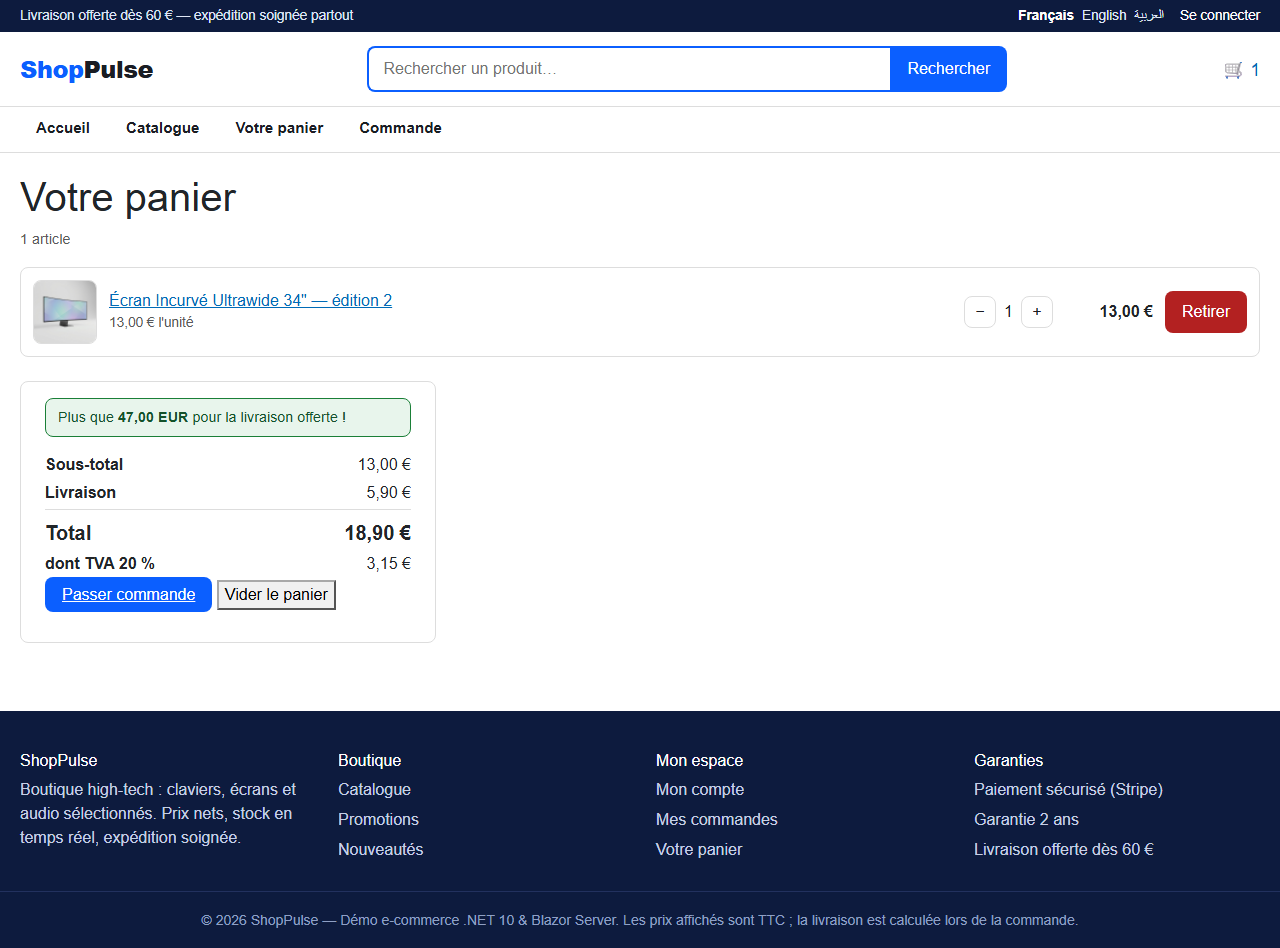 Livraison offerte dès 60 € — expédition soignée partout
Français English العربية Se connecter
ShopPulse
Rechercher un produit…
Rechercher
1
Accueil Catalogue Votre panier Commande
Votre panier
1 article
Écran Incurvé Ultrawide 34" — édition 2
13,00 € l'unité
− 1 + 13,00 € Retirer
Plus que 47,00 EUR pour la livraison offerte !
Sous-total 13,00 €
Livraison 5,90 €
Total 18,90 €
dont TVA 20 % 3,15 €
Passer commande Vider le panier
ShopPulse
Boutique high-tech : claviers, écrans et
audio sélectionnés. Prix nets, stock en
temps réel, expédition soignée.
Boutique
Catalogue
Promotions
Nouveautés
Mon espace
Mon compte
Mes commandes
Votre panier
Garanties
Paiement sécurisé (Stripe)
Garantie 2 ans
Livraison offerte dès 60 €
© 2026 ShopPulse — Démo e-commerce .NET 10 & Blazor Server. Les prix affichés sont TTC ; la livraison est calculée lors de la commande.